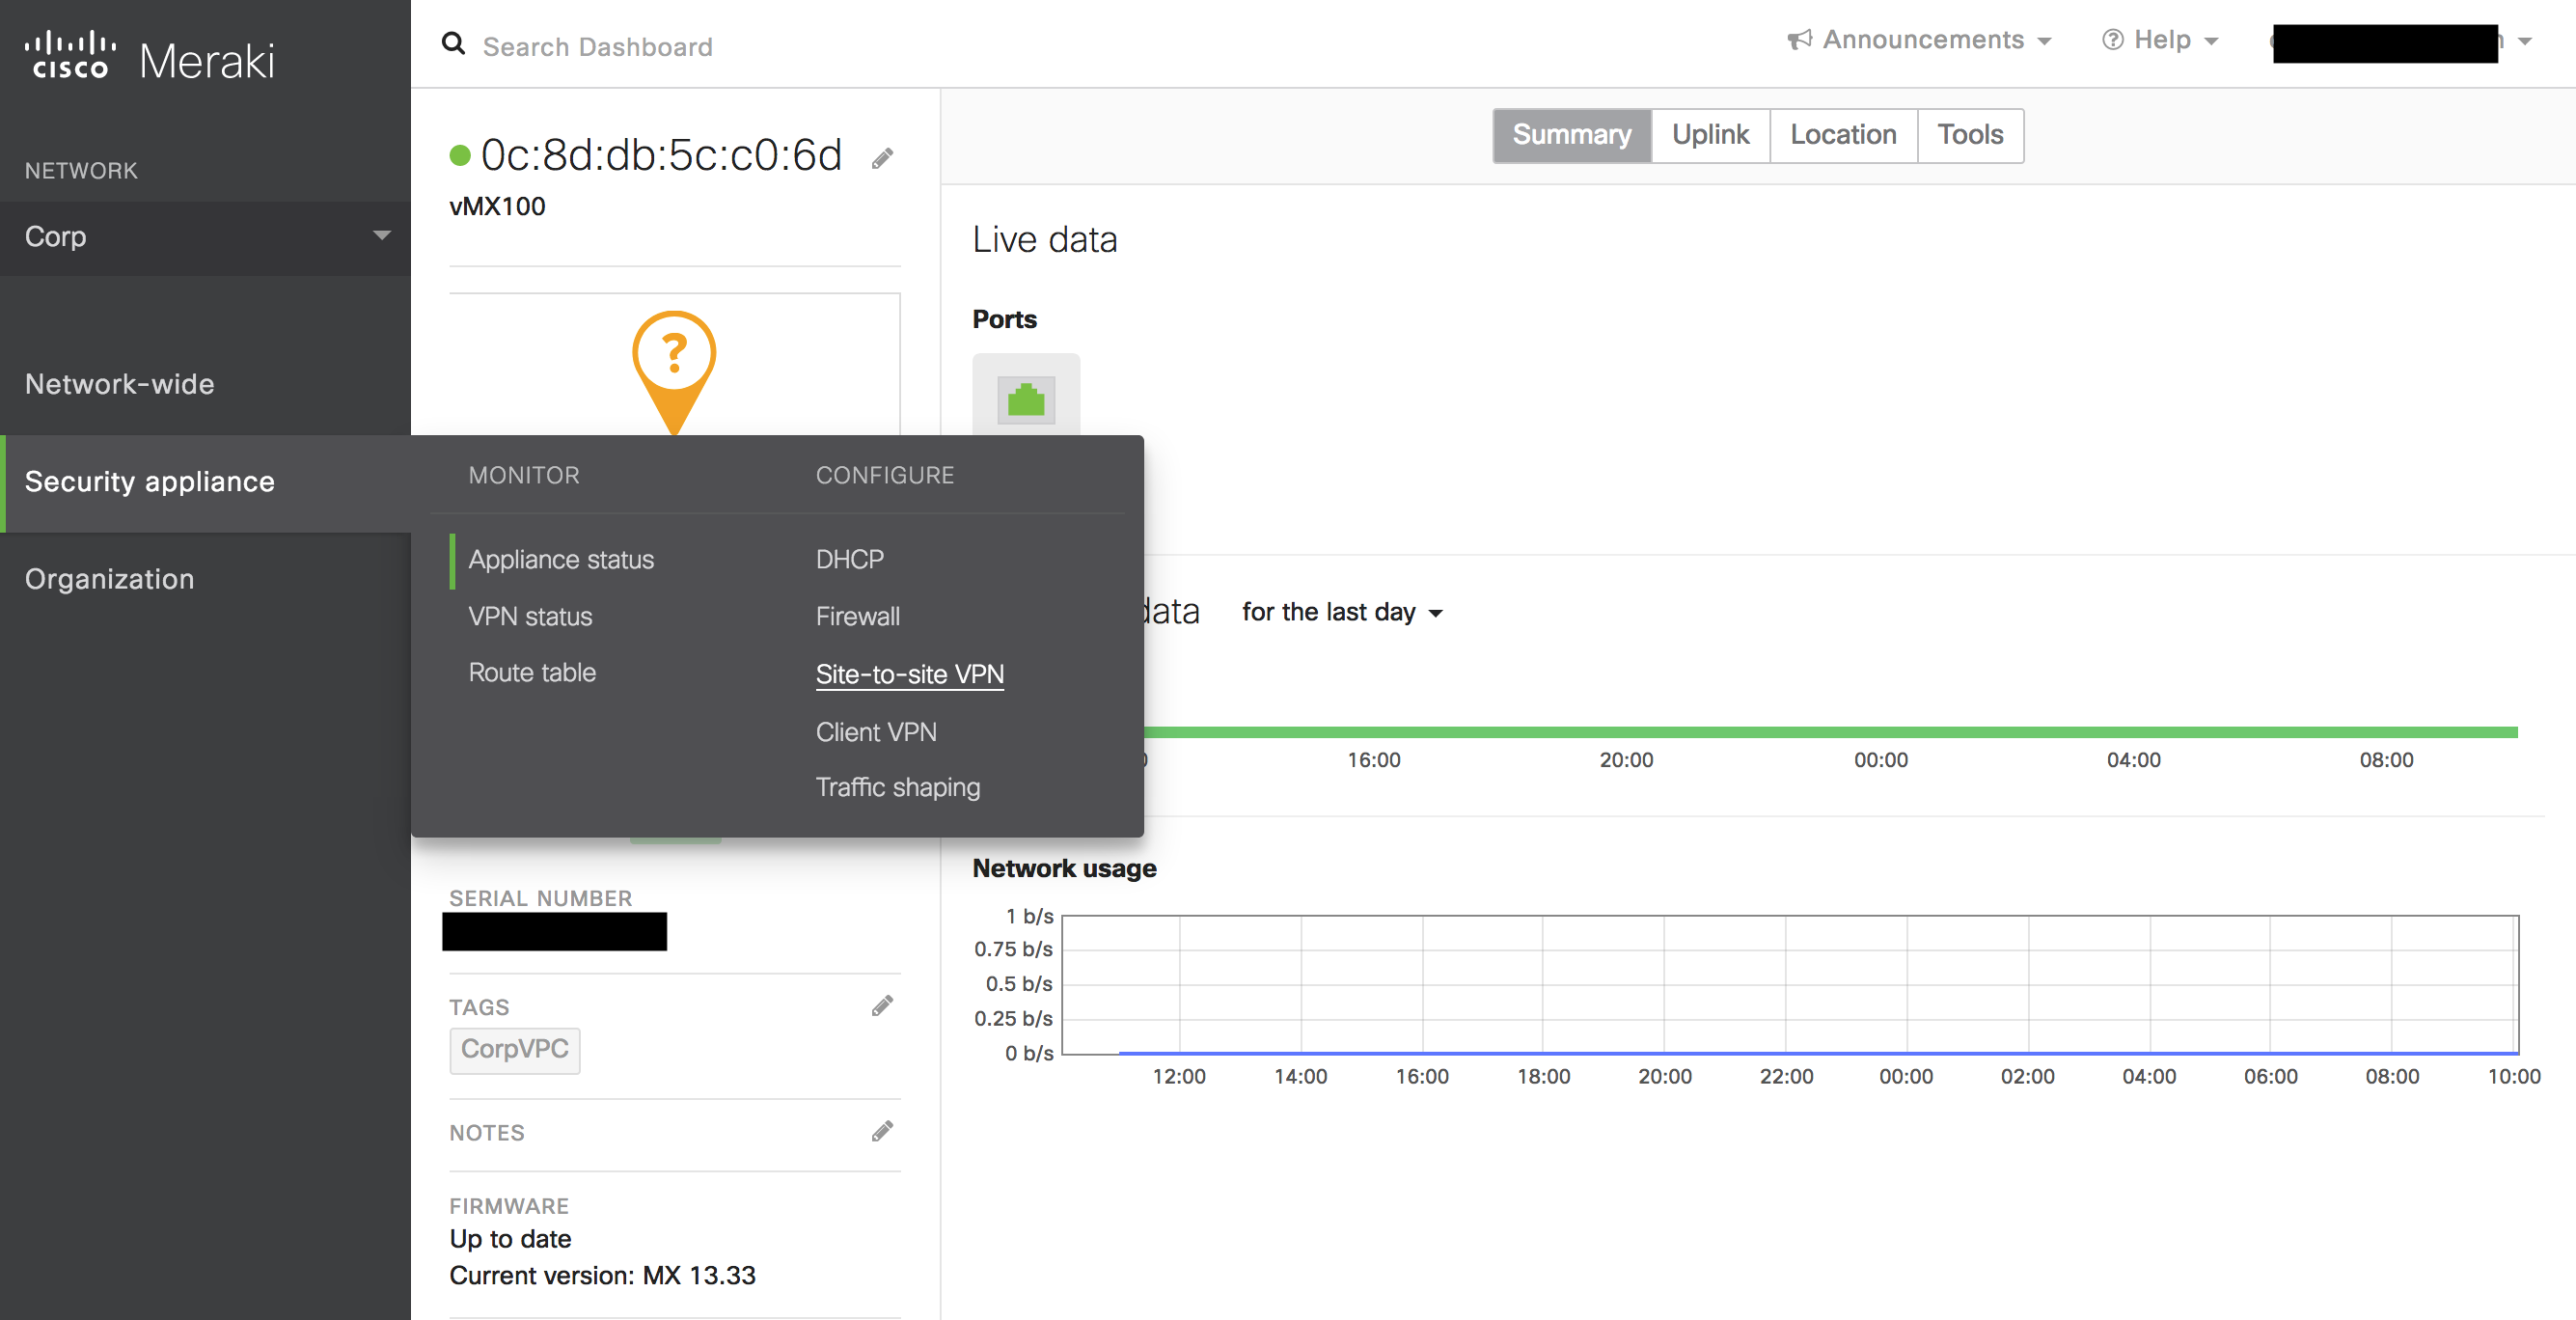 cisco Meraki
NETWORK
Corp
Network-wide
Security appliance
Organization
Search Dashboard
Announcements
Help
0c:8d:db:5c:c0:6d
vMX100
?
MONITOR
Appliance status
VPN status
Route table
CONFIGURE
DHCP
Firewall
Site-to-site VPN
Client VPN
Traffic shaping
SERIAL NUMBER
TAGS
CorpVPC
NOTES
FIRMWARE
Up to date
Current version: MX 13.33
Summary Uplink Location Tools
Live data
Ports
data for the last day
16:00 20:00 00:00 04:00 08:00
Network usage
1 b/s
0.75 b/s
0.5 b/s
0.25 b/s
0 b/s
12:00 14:00 16:00 18:00 20:00 22:00 00:00 02:00 04:00 06:00 08:00 10:00